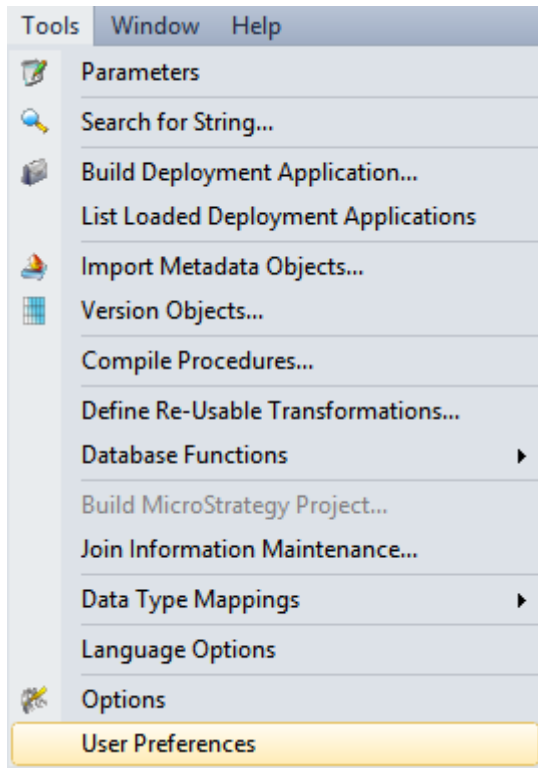 Tools Window Help
Parameters
Search for String...
Build Deployment Application...
List Loaded Deployment Applications
Import Metadata Objects...
Version Objects...
Compile Procedures...
Define Re-Usable Transformations...
Database Functions
Build MicroStrategy Project...
Join Information Maintenance...
Data Type Mappings
Language Options
Options
User Preferences